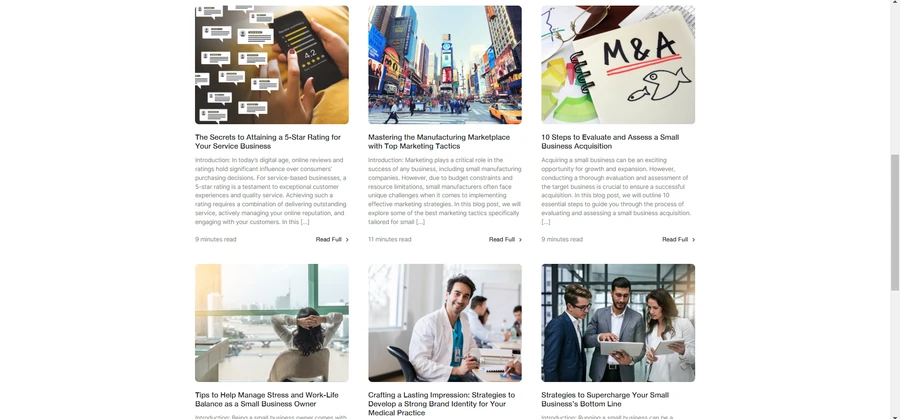 4.2
M&A
The Secrets to Attaining a 5-Star Rating for
Your Service Business
Introduction: In today's digital age, online reviews and
ratings hold significant influence over consumers'
purchasing decisions. For service-based businesses, a
5-star rating is a testament to exceptional customer
experiences and quality service. Achieving such a
rating requires a combination of delivering outstanding
service, actively managing your online reputation, and
engaging with your customers. In this [...]
9 minutes read
Read Full
Mastering the Manufacturing Marketplace
with Top Marketing Tactics
Introduction: Marketing plays a critical role in the
success of any business, including small manufacturing
companies. However, due to budget constraints and
resource limitations, small manufacturers often face
unique challenges when it comes to implementing
effective marketing strategies. In this blog post, we will
explore some of the best marketing tactics specifically
tailored for small [...]
11 minutes read
Read Full
10 Steps to Evaluate and Assess a Small
Business Acquisition
Acquiring a small business can be an exciting
opportunity for growth and expansion. However,
conducting a thorough evaluation and assessment of
the target business is crucial to ensure a successful
acquisition. In this blog post, we will outline 10
essential steps to guide you through the process of
evaluating and assessing a small business acquisition.
[...]
9 minutes read
Read Full
Tips to Help Manage Stress and Work-Life
Balance as a Small Business Owner
Introduction: Being a small business owner comes with
Crafting a Lasting Impression: Strategies to
Develop a Strong Brand Identity for Your
Medical Practice
Strategies to Supercharge Your Small
Business's Bottom Line
Introduction: Running a small business can be a